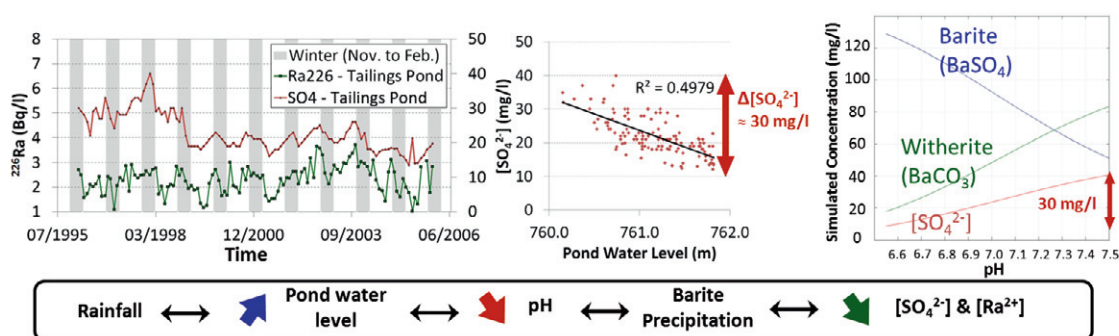 8
7
6
5
4
3
2
1
²²⁶Ra (Bq/l)
Winter (Nov. to Feb.)
Ra226 - Tailings Pond
SO4 - Tailings Pond
50
40
30
20
10
0
07/1995 03/1998 12/2000 09/2003 06/2006
Time
[SO₄²⁻] (mg/l)
50
40
30
20
10
0
R² = 0.4979
Δ[SO₄²⁻]
≈ 30 mg/l
760.0 761.0 762.0
Pond Water Level (m)
Simulated Concentration (mg/l)
120
100
80
60
40
20
0
Barite
(BaSO₄)
Witherite
(BaCO₃)
[SO₄²⁻]
30 mg/l
6.6 6.7 6.8 6.9 7.0 7.1 7.2 7.3 7.4 7.5
pH
Rainfall
Pond water
level
pH
Barite
Precipitation
[SO₄²⁻] & [Ra²⁺]